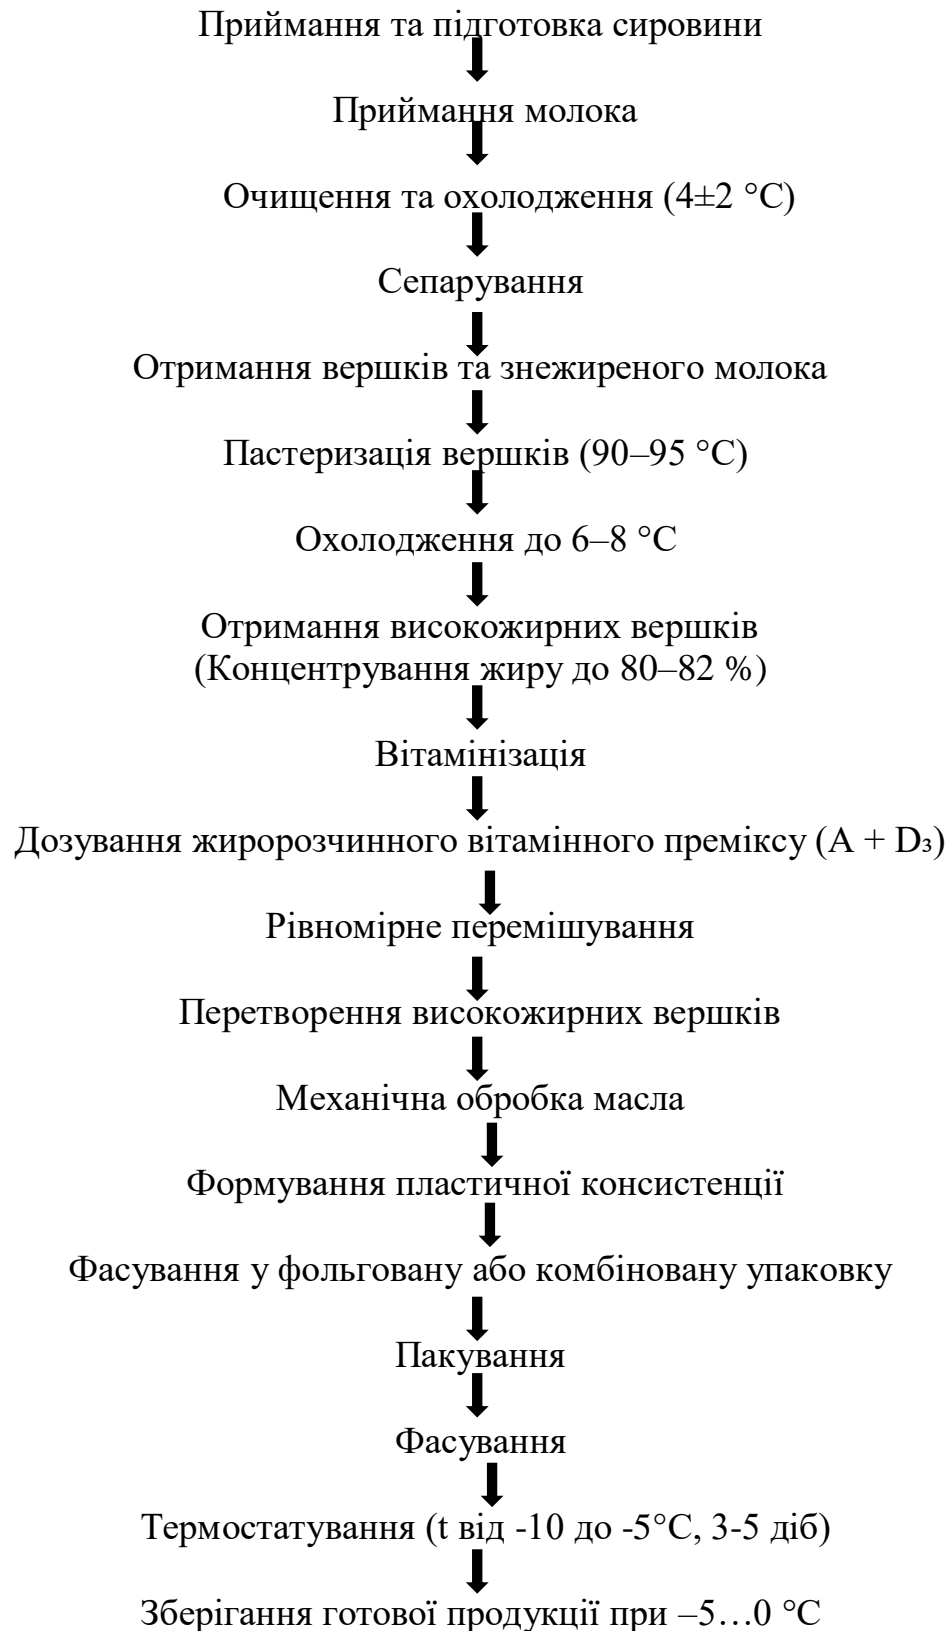 Приймання та підготовка сировини
Приймання молока
Очищення та охолодження (4±2 °C)
Сепарування
Отримання вершків та знежиреного молока
Пастеризація вершків (90–95 °C)
Охолодження до 6–8 °C
Отримання високожирних вершків
(Концентрування жиру до 80–82 %)
Вітамінізація
Дозування жиророзчинного вітамінного преміксу (A + D₃)
Рівномірне перемішування
Перетворення високожирних вершків
Механічна обробка масла
Формування пластичної консистенції
Фасування у фольговану або комбіновану упаковку
Пакування
Фасування
Термостатування (t від -10 до -5°C, 3-5 діб)
Зберігання готової продукції при –5…0 °C